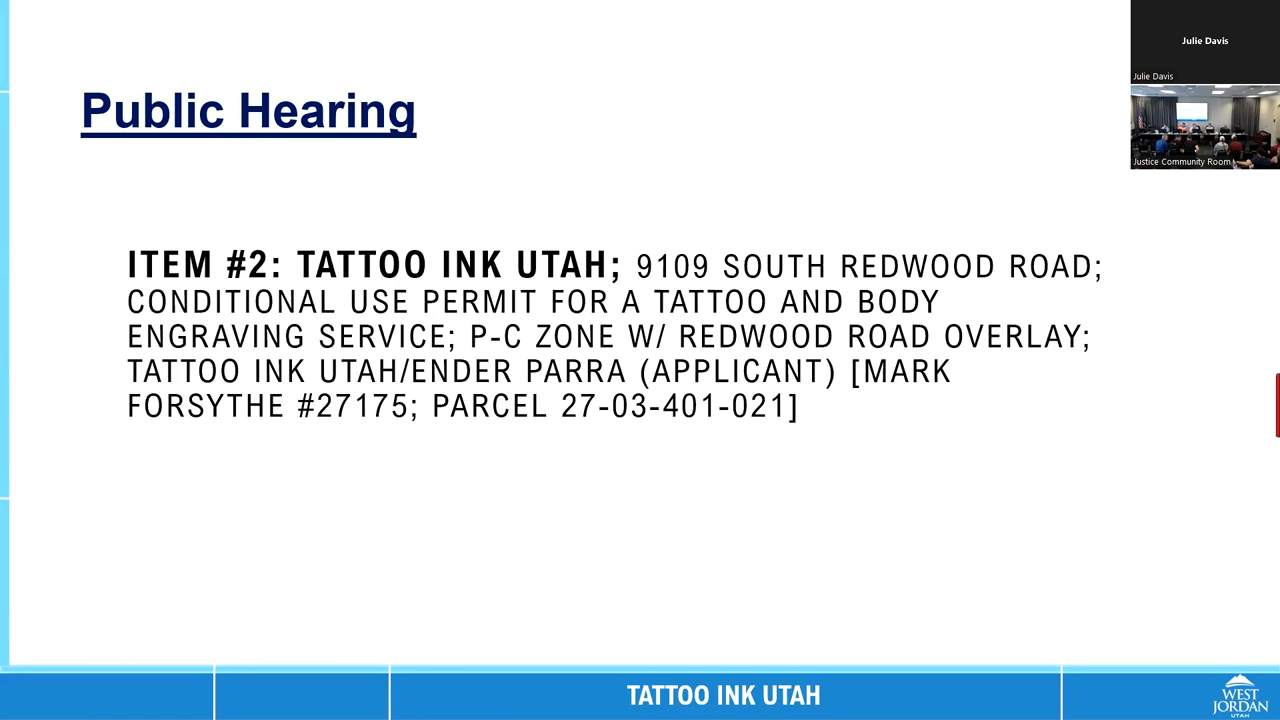 Julie Davis
Julie Davis
Public Hearing
Justice Community Room
ITEM #2: TATTOO INK UTAH; 9109 SOUTH REDWOOD ROAD;
CONDITIONAL USE PERMIT FOR A TATTOO AND BODY
ENGRAVING SERVICE; P-C ZONE W/ REDWOOD ROAD OVERLAY;
TATTOO INK UTAH/ENDER PARRA (APPLICANT) [MARK
FORSYTHE #27175; PARCEL 27-03-401-021]
TATTOO INK UTAH
WEST
JORDAN
UTAH